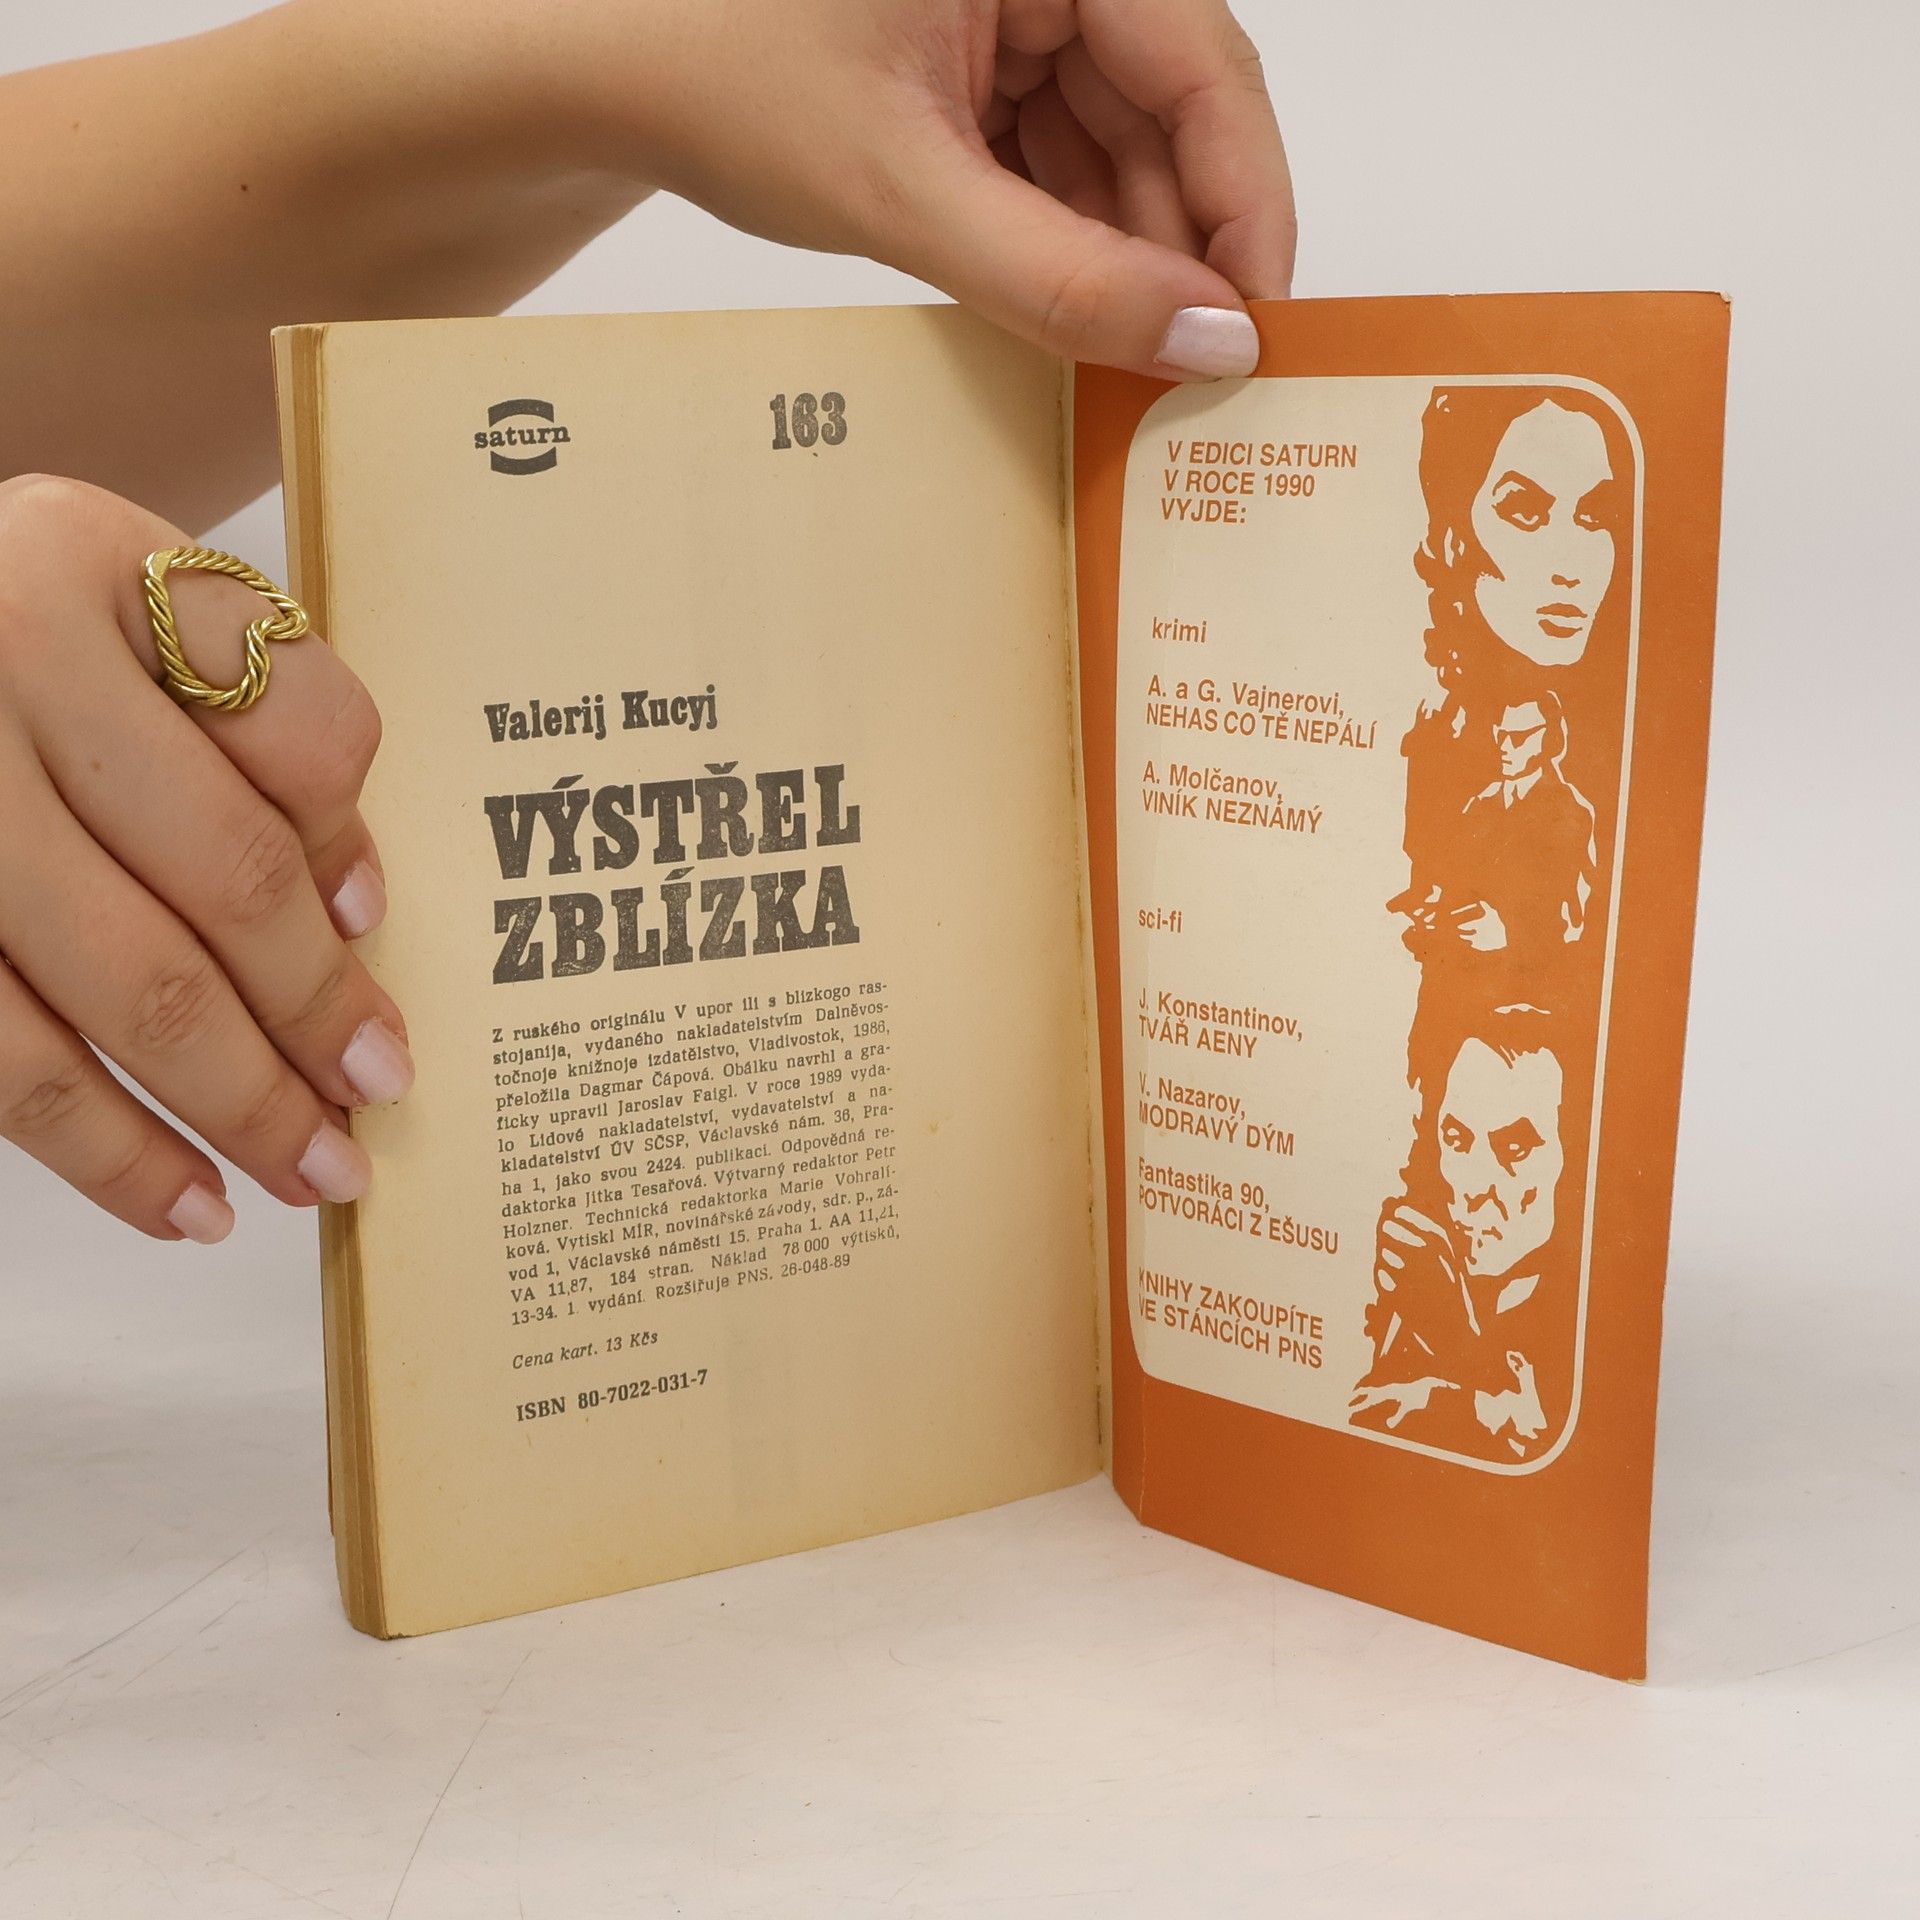 saturn
163
Valerij Kucyj
VÝSTŘEL
ZBLÍZKA
Z ruského originálu V upor ili s blizkogo ras-
stojanija, vydaného nakladatelstvím Dalněvos-
točnoje knižnoje izdatělstvo, Vladivostok, 1986,
přeložila Dagmar Čápová. Obálku navrhl a gra-
ficky upravil Jaroslav Faigl. V roce 1989 vyda-
lo Lidové nakladatelství, vydavatelství a na-
kladatelství ÚV SČSP, Václavské nám. 36, Pra-
ha 1, jako svou 2424. publikaci. Odpovědná re-
daktorka Jitka Tesařová. Výtvarný redaktor Petr
Holzner. Technická redaktorka Marie Vohralí-
ková. Vytiskl MÍR, novinářské závody, sdr. p., zá-
vod 1, Václavské náměstí 15. Praha 1. AA 11,21,
VA 11,87, 184 stran. Náklad 78 000 výtisků,
13-34. 1. vydání. Rozšiřuje PNS. 26-048-89
Cena kart. 13 Kčs
ISBN 80-7022-031-7
V EDICI SATURN
V ROCE 1990
VYJDE:
krimi
A. a G. Vajnerovi,
NEHAS CO TĚ NEPÁLÍ
A. Molčanov,
VINÍK NEZNÁMÝ
sci-fi
J. Konstantinov,
TVÁŘ AENY
V. Nazarov,
MODRAVÝ DÝM
Fantastika 90,
POTVORÁCI Z EŠUSU
KNIHY ZAKOUPÍTE
VE STÁNCÍCH PNS